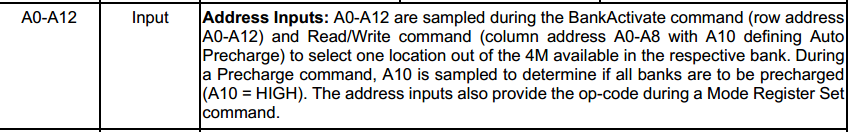 A0-A12 Input Address Inputs: A0-A12 are sampled during the BankActivate command (row address
A0-A12) and Read/Write command (column address A0-A8 with A10 defining Auto
Precharge) to select one location out of the 4M available in the respective bank. During
a Precharge command, A10 is sampled to determine if all banks are to be precharged
(A10 = HIGH). The address inputs also provide the op-code during a Mode Register Set
command.